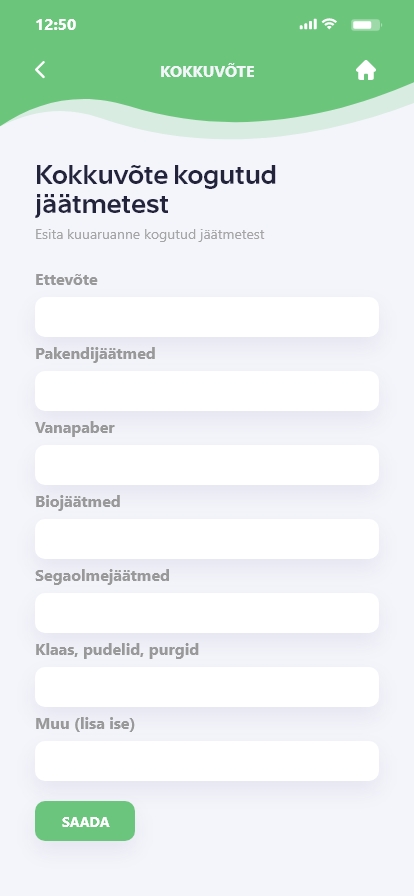 12:50
KOKKUVÕTE
Kokkuvõte kogutud
jäätmetest
Esita kuuaruanne kogutud jäätmetest
Ettevõte
Pakendijäätmed
Vanapaber
Biojäätmed
Segaolmejäätmed
Klaas, pudelid, purgid
Muu (lisa ise)
SAADA